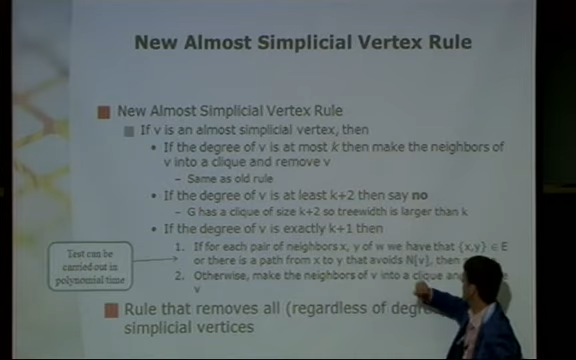 New Almost Simplicial Vertex Rule
New Almost Simplicial Vertex Rule
If v is an almost simplicial vertex, then
• If the degree of v is at most k then make the neighbors of
v into a clique and remove v
– Same as old rule
• If the degree of v is at least k+2 then say no
– G has a clique of size k+2 so treewidth is larger than k
• If the degree of v is exactly k+1 then
1. If for each pair of neighbors x, y of w we have that {x,y} ∈ E
or there is a path from x to y that avoids N[v], then
2. Otherwise, make the neighbors of v into a clique
v
Test can be
carried out in
polynomial time
Rule that removes all (regardless of
simplicial vertices